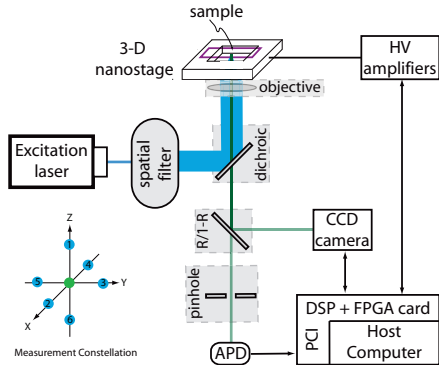 sample
3-D
nanostage
HV
amplifiers
objective
Excitation
laser
spatial
filter
dichroic
R/1-R
CCD
camera
Z
1
4
5
3
Y
2
X
6
Measurement Constellation
pinhole
APD
DSP + FPGA card
PCI
Host
Computer